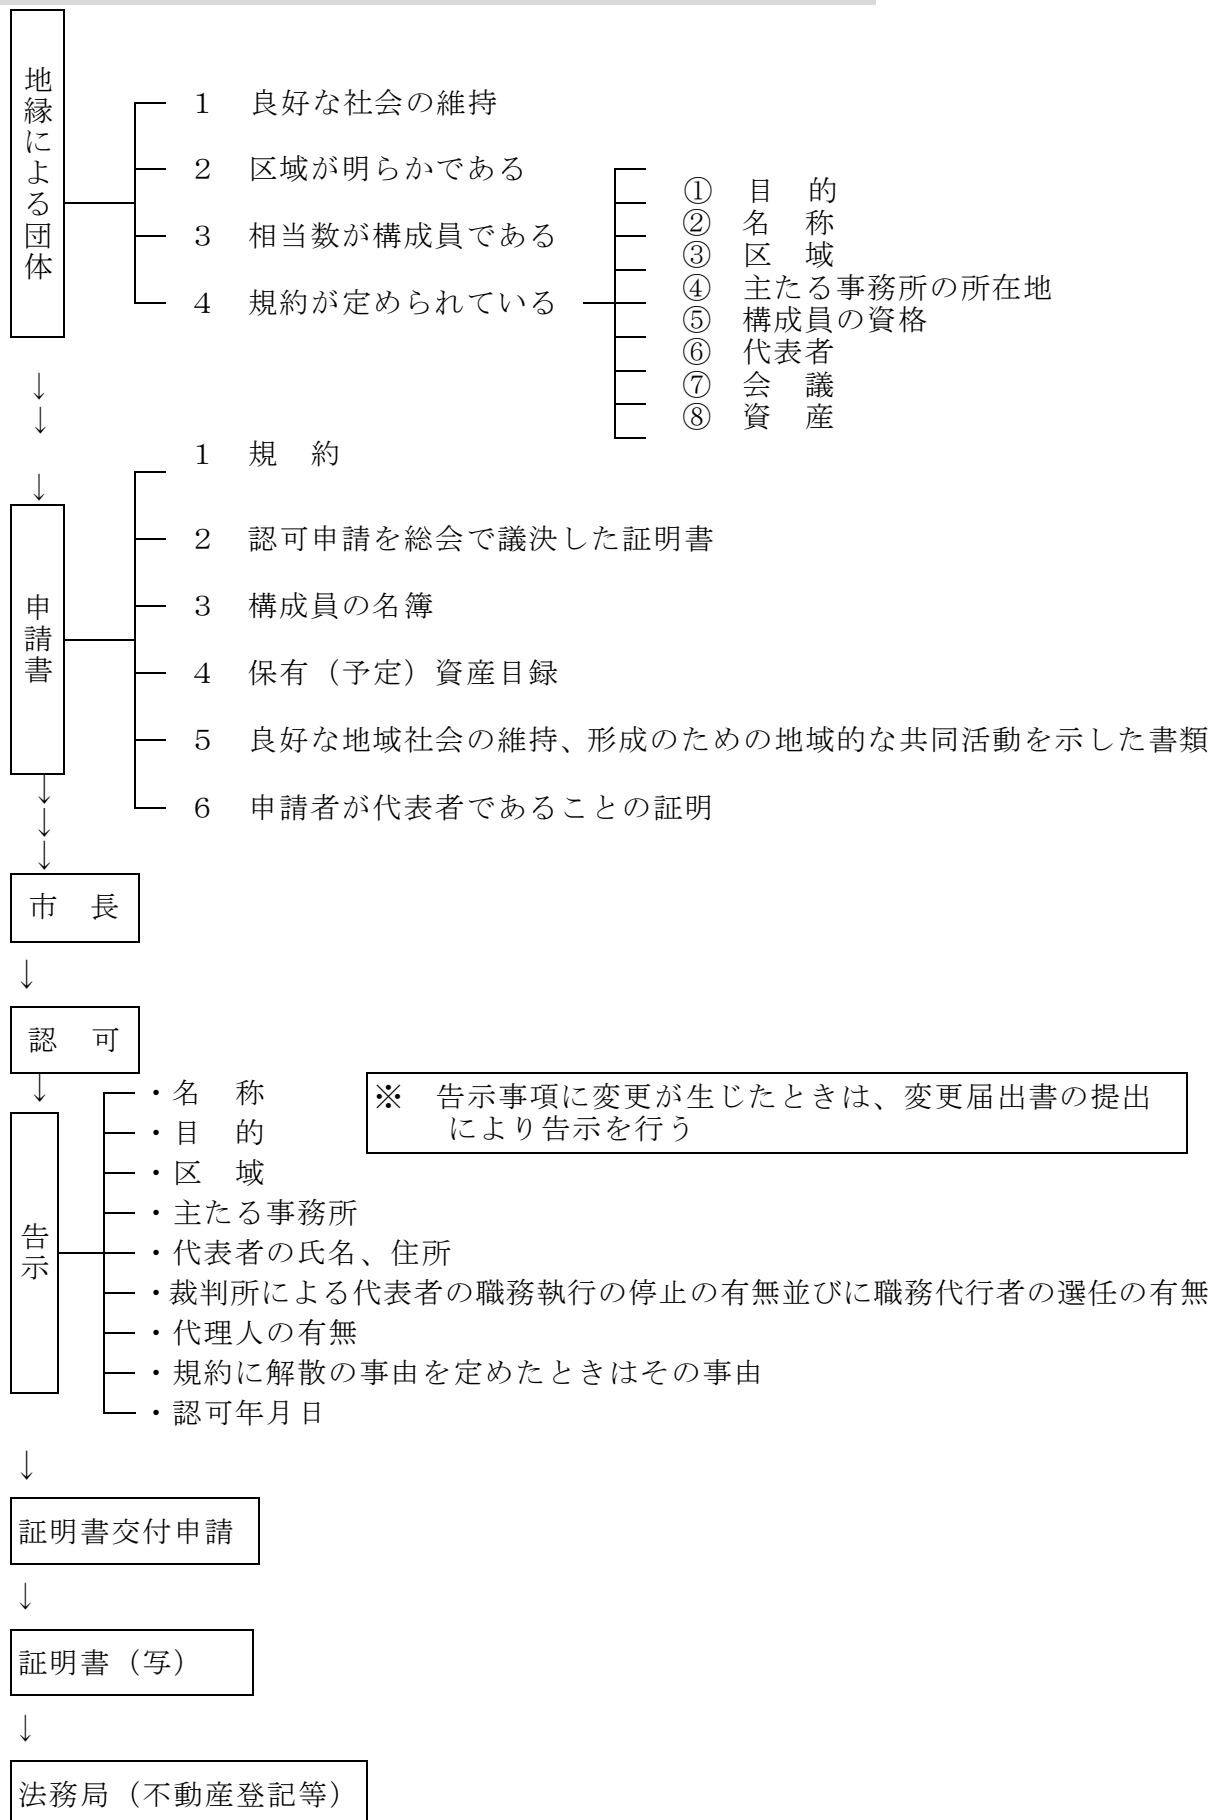 地縁による団体
１　良好な社会の維持
２　区域が明らかである
３　相当数が構成員である
４　規約が定められている
①　目　的
②　名　称
③　区　域
④　主たる事務所の所在地
⑤　構成員の資格
⑥　代表者
⑦　会　議
⑧　資　産
↓
↓
↓
申請書
１　規　約
２　認可申請を総会で議決した証明書
３　構成員の名簿
４　保有（予定）資産目録
５　良好な地域社会の維持、形成のための地域的な共同活動を示した書類
６　申請者が代表者であることの証明
↓
↓
↓
市　長
↓
認　可
↓
告示
・名　称
・目　的
・区　域
・主たる事務所
・代表者の氏名、住所
・裁判所による代表者の職務執行の停止の有無並びに職務代行者の選任の有無
・代理人の有無
・規約に解散の事由を定めたときはその事由
・認可年月日
※　告示事項に変更が生じたときは、変更届出書の提出
により告示を行う
↓
証明書交付申請
↓
証明書（写）
↓
法務局（不動産登記等）